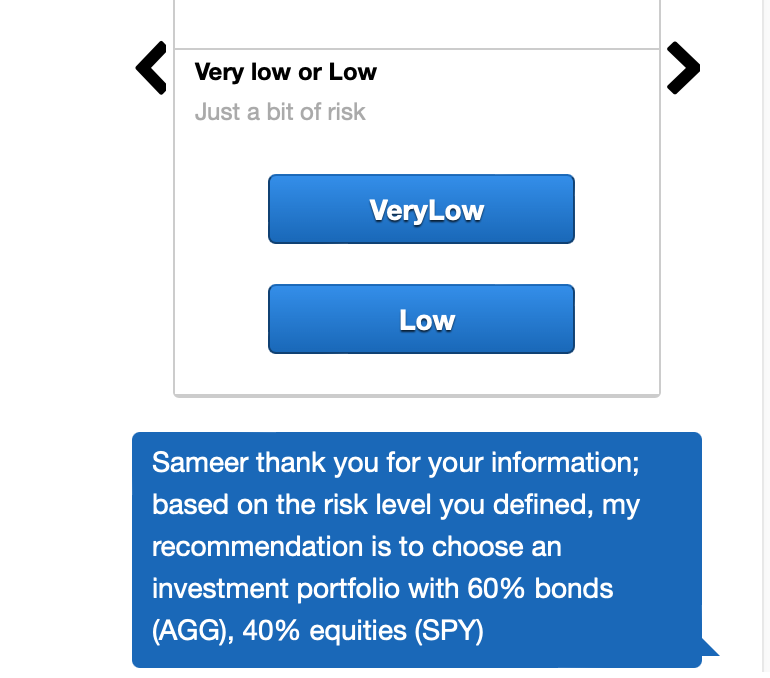 Very low or Low
Just a bit of risk
VeryLow
Low
Sameer thank you for your information;
based on the risk level you defined, my
recommendation is to choose an
investment portfolio with 60% bonds
(AGG), 40% equities (SPY)